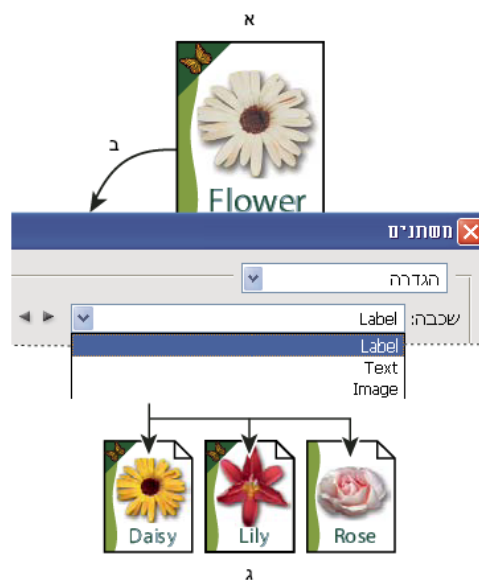 א
ב
Flower
משתנים
הגדרה
שכבה: Label
Label
Text
Image
Daisy Lily Rose
ג